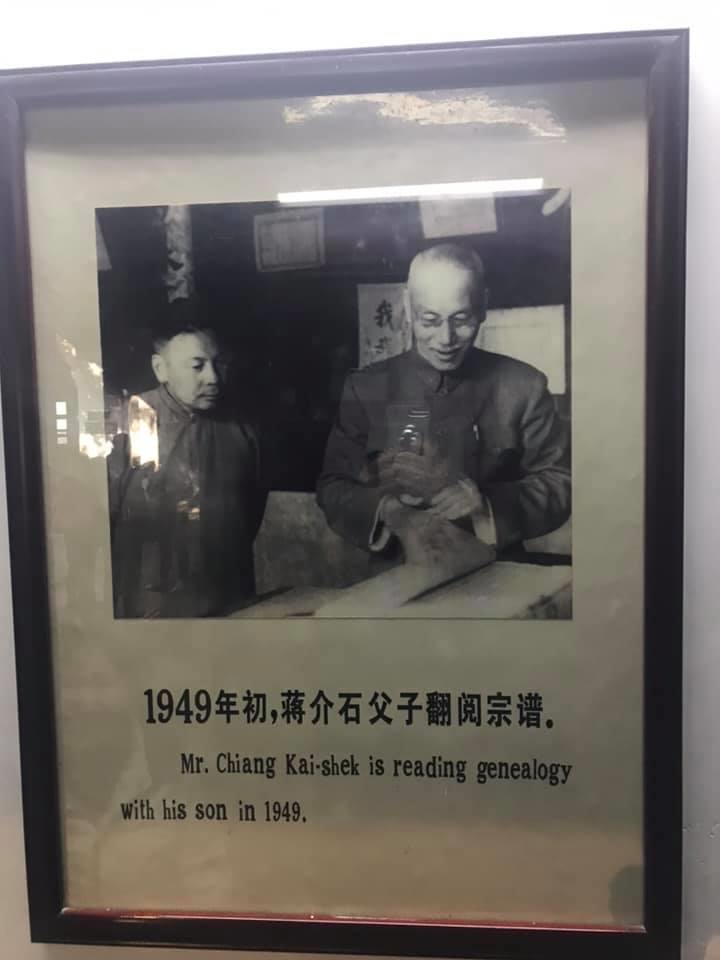 我
1949年初,蒋介石父子翻阅宗谱.
Mr. Chiang Kai-shek is reading genealogy
with his son in 1949.